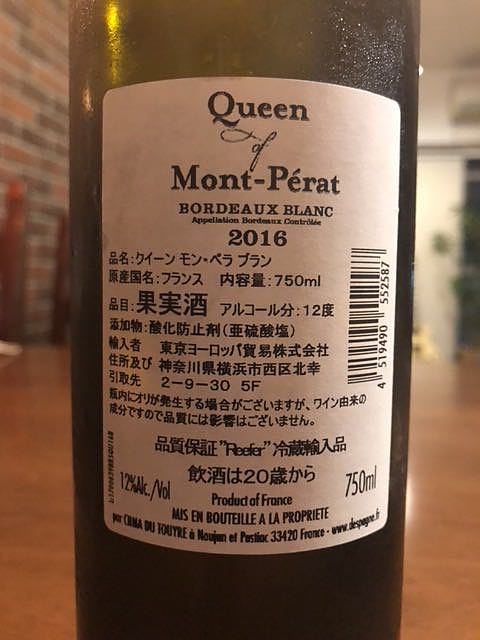 Queen
of
Mont-Pérat
BORDEAUX BLANC
Appellation Bordeaux Contrôlée
2016
品名:クイーン モン・ペラ ブラン
原産国名:フランス 内容量:750ml
品目:果実酒 アルコール分:12度
添加物:酸化防止剤(亜硫酸塩)
輸入者 東京ヨーロッパ貿易株式会社
住所及び 神奈川県横浜市西区北幸
引取先 2-9-30 5F
瓶内にオリが発生する場合がございますが、ワイン由来の
成分ですので品質には影響はございません。
4 519490 552587
品質保証"Reefer"冷蔵輸入品
飲酒は20歳から
12%Alc./Vol
750ml
Product of France
MIS EN BOUTEILLE A LA PROPRIETE
par CBMA DU TOUYRE à Naujan et Postiac 33420 France - www.despagne.fr